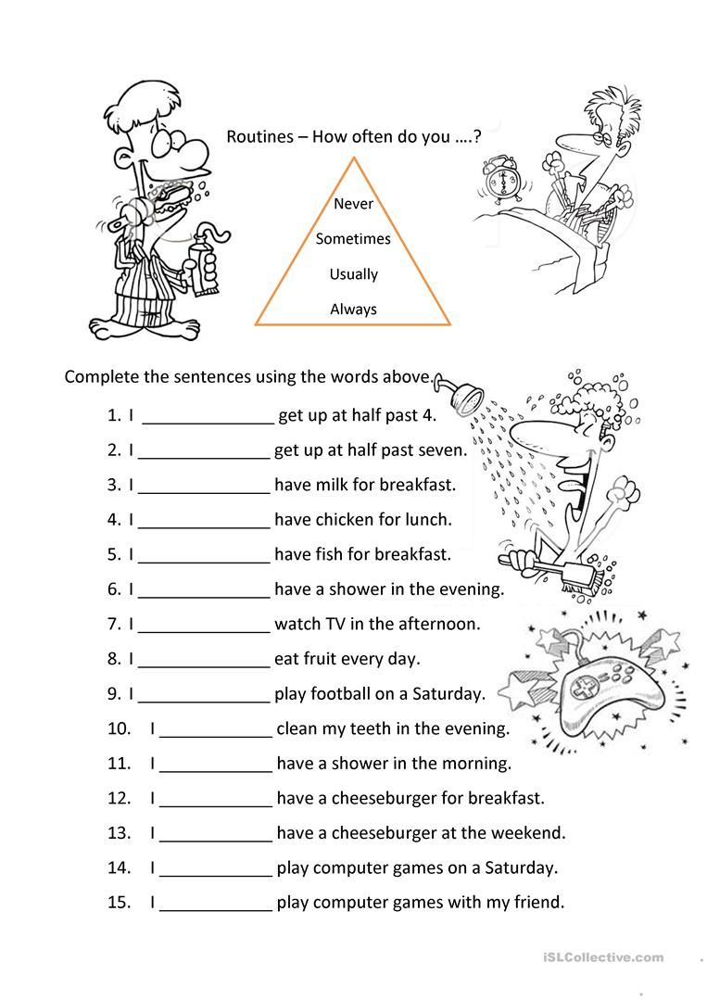 Routines – How often do you ....?
Never
Sometimes
Usually
Always
Complete the sentences using the words above.
1. I ______________ get up at half past 4.
2. I ______________ get up at half past seven.
3. I ______________ have milk for breakfast.
4. I ______________ have chicken for lunch.
5. I ______________ have fish for breakfast.
6. I ______________ have a shower in the evening.
7. I ______________ watch TV in the afternoon.
8. I ______________ eat fruit every day.
9. I ______________ play football on a Saturday.
10. I ____________ clean my teeth in the evening.
11. I ____________ have a shower in the morning.
12. I ____________ have a cheeseburger for breakfast.
13. I ____________ have a cheeseburger at the weekend.
14. I ____________ play computer games on a Saturday.
15. I ____________ play computer games with my friend.
iSLCollective.com